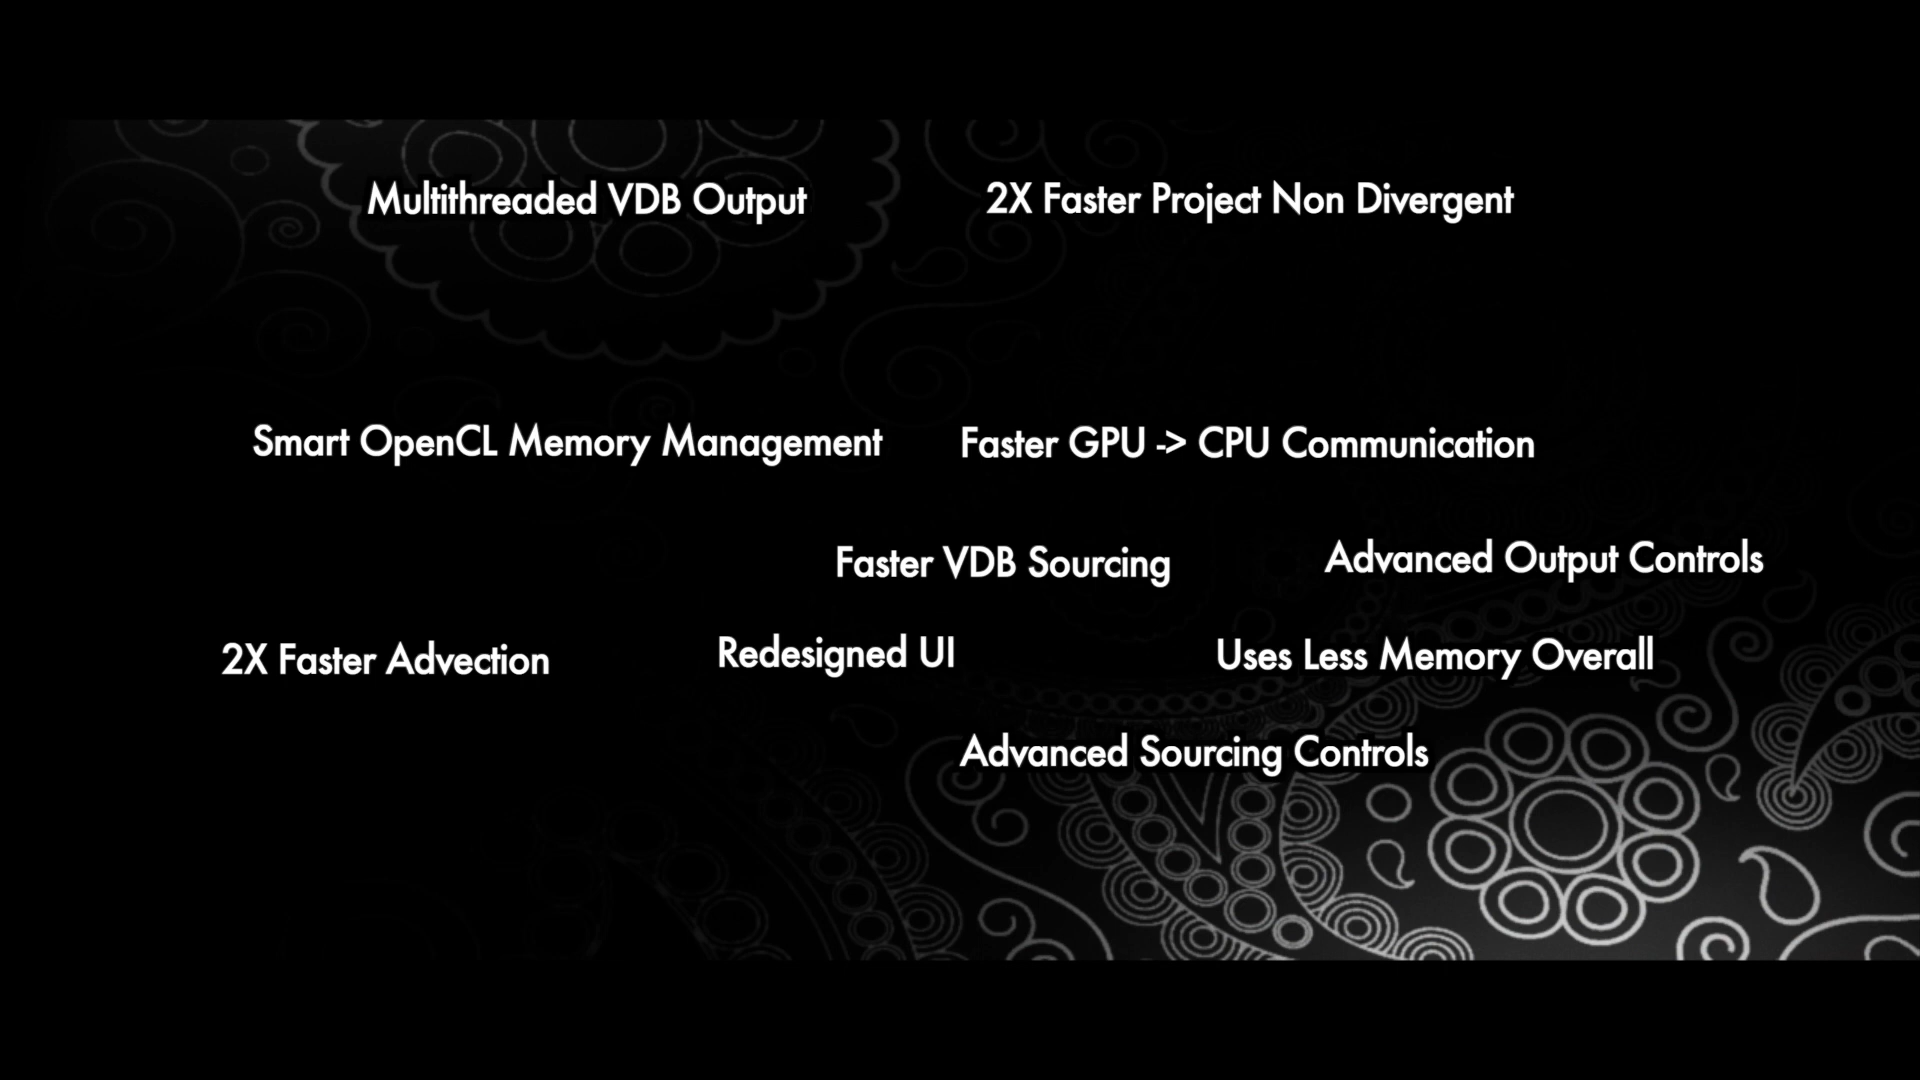 Multithreaded VDB Output
2X Faster Project Non Divergent
Smart OpenCL Memory Management
Faster GPU -> CPU Communication
Faster VDB Sourcing
Advanced Output Controls
2X Faster Advection
Redesigned UI
Uses Less Memory Overall
Advanced Sourcing Controls